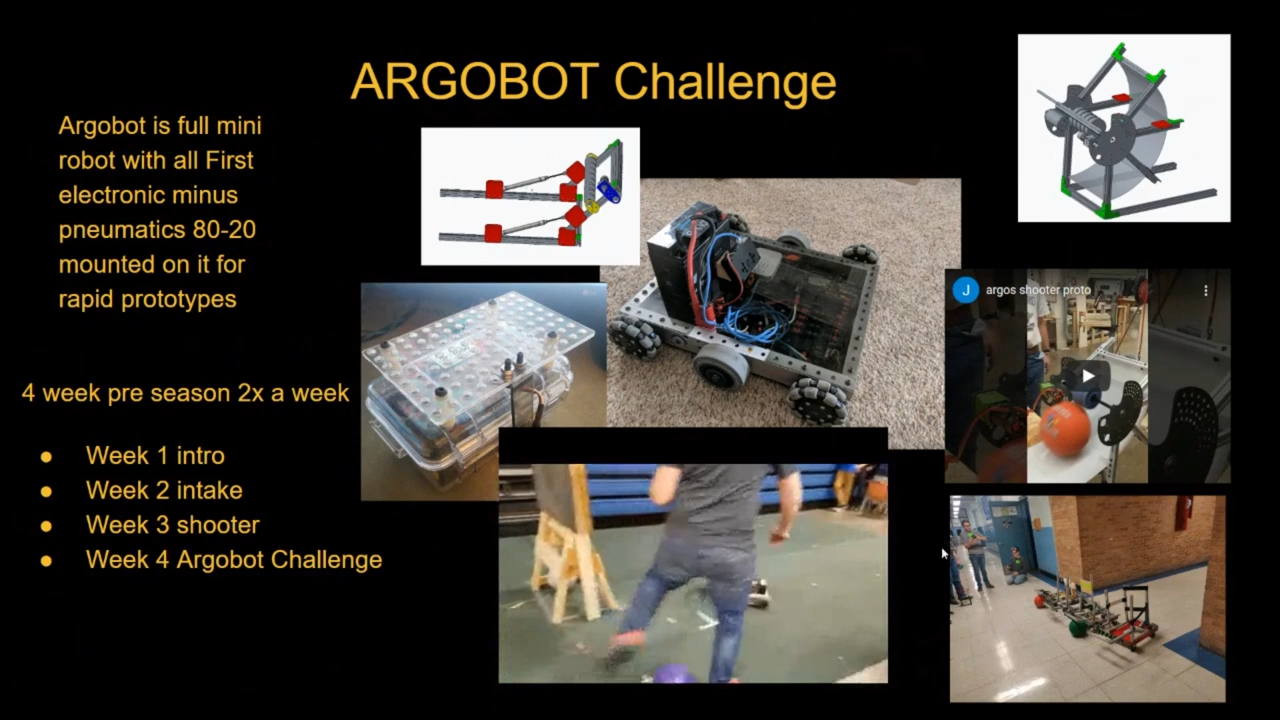 ARGOBOT Challenge
Argobot is full mini
robot with all First
electronic minus
pneumatics 80-20
mounted on it for
rapid prototypes
4 week pre season 2x a week
● Week 1 intro
● Week 2 intake
● Week 3 shooter
● Week 4 Argobot Challenge
J argos shooter proto